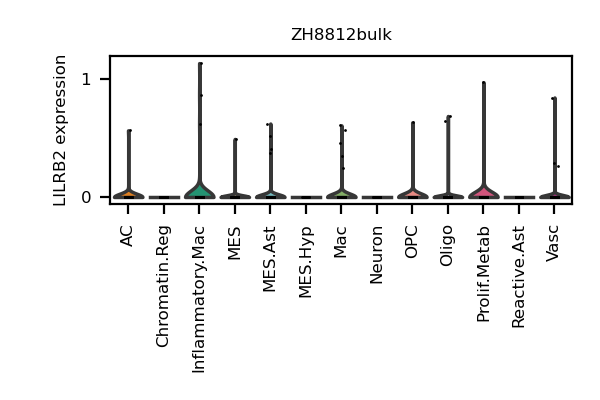 ZH8812bulk
LILRB2 expression
1
0
AC
Chromatin.Reg
Inflammatory.Mac
MES
MES.Ast
MES.Hyp
Mac
Neuron
OPC
Oligo
Prolif.Metab
Reactive.Ast
Vasc